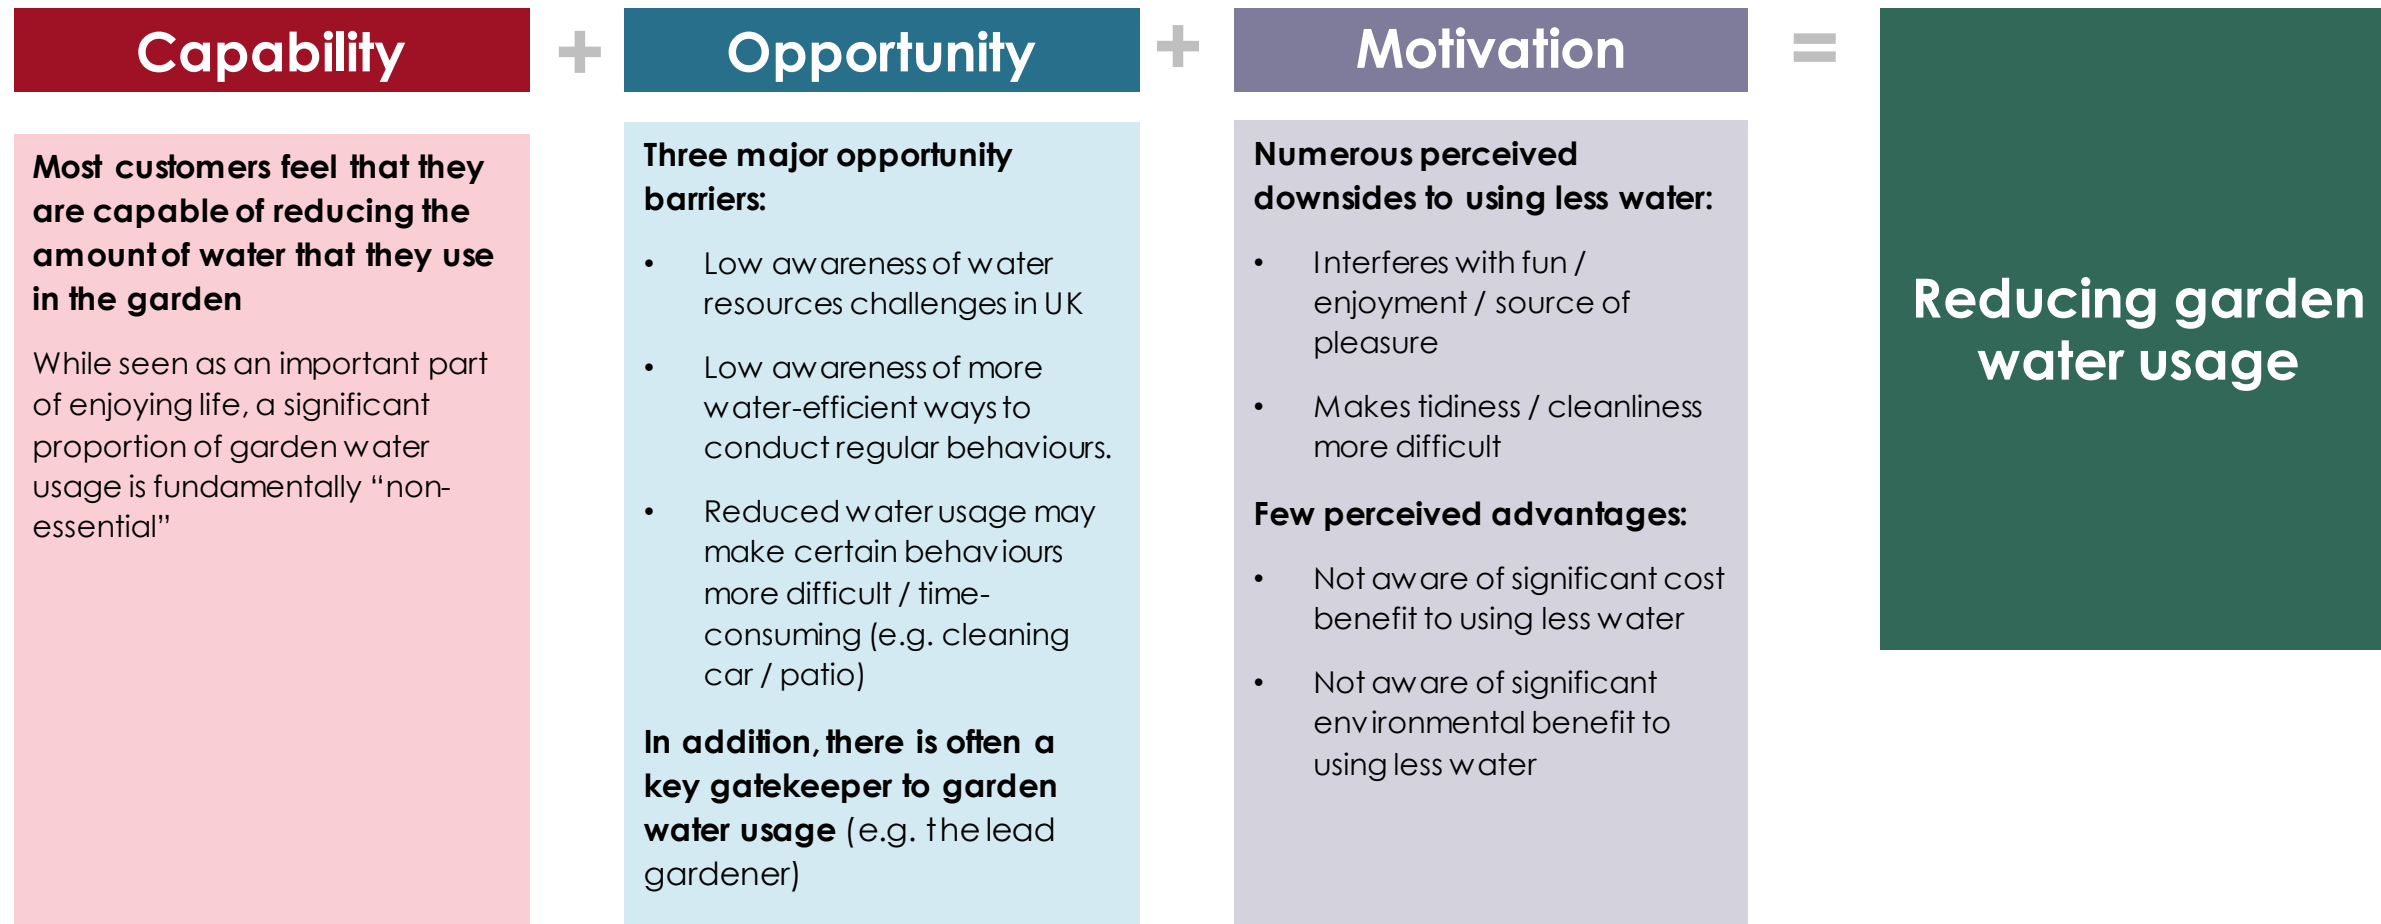 Capability
+
Opportunity
+
Motivation
=
Most customers feel that they
are capable of reducing the
amount of water that they use
in the garden
While seen as an important part
of enjoying life, a significant
proportion of garden water
usage is fundamentally “non-
essential”
Three major opportunity
barriers:
• Low awareness of water
resources challenges in UK
• Low awareness of more
water-efficient ways to
conduct regular behaviours.
• Reduced water usage may
make certain behaviours
more difficult / time-
consuming (e.g. cleaning
car / patio)
In addition, there is often a
key gatekeeper to garden
water usage (e.g. the lead
gardener)
Numerous perceived
downsides to using less water:
• Interferes with fun /
enjoyment / source of
pleasure
• Makes tidiness / cleanliness
more difficult
Few perceived advantages:
• Not aware of significant cost
benefit to using less water
• Not aware of significant
environmental benefit to
using less water
Reducing garden
water usage